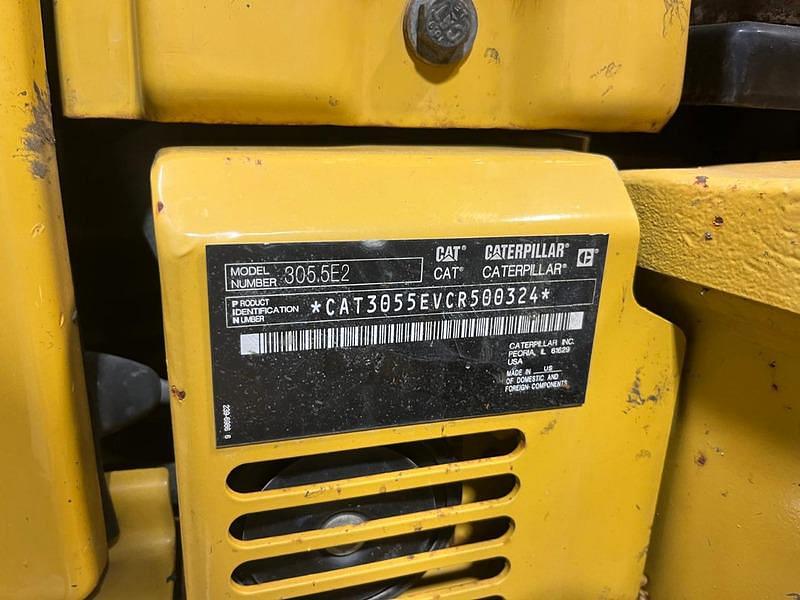 CAT® CATERPILLAR®
MODEL NUMBER 305.5E2
CAT® CATERPILLAR®
PRODUCT IDENTIFICATION NUMBER *CAT3055EVCR500324*
CATERPILLAR INC.
PEORIA, IL 61629
USA
MADE IN US
OF DOMESTIC AND
FOREIGN COMPONENTS